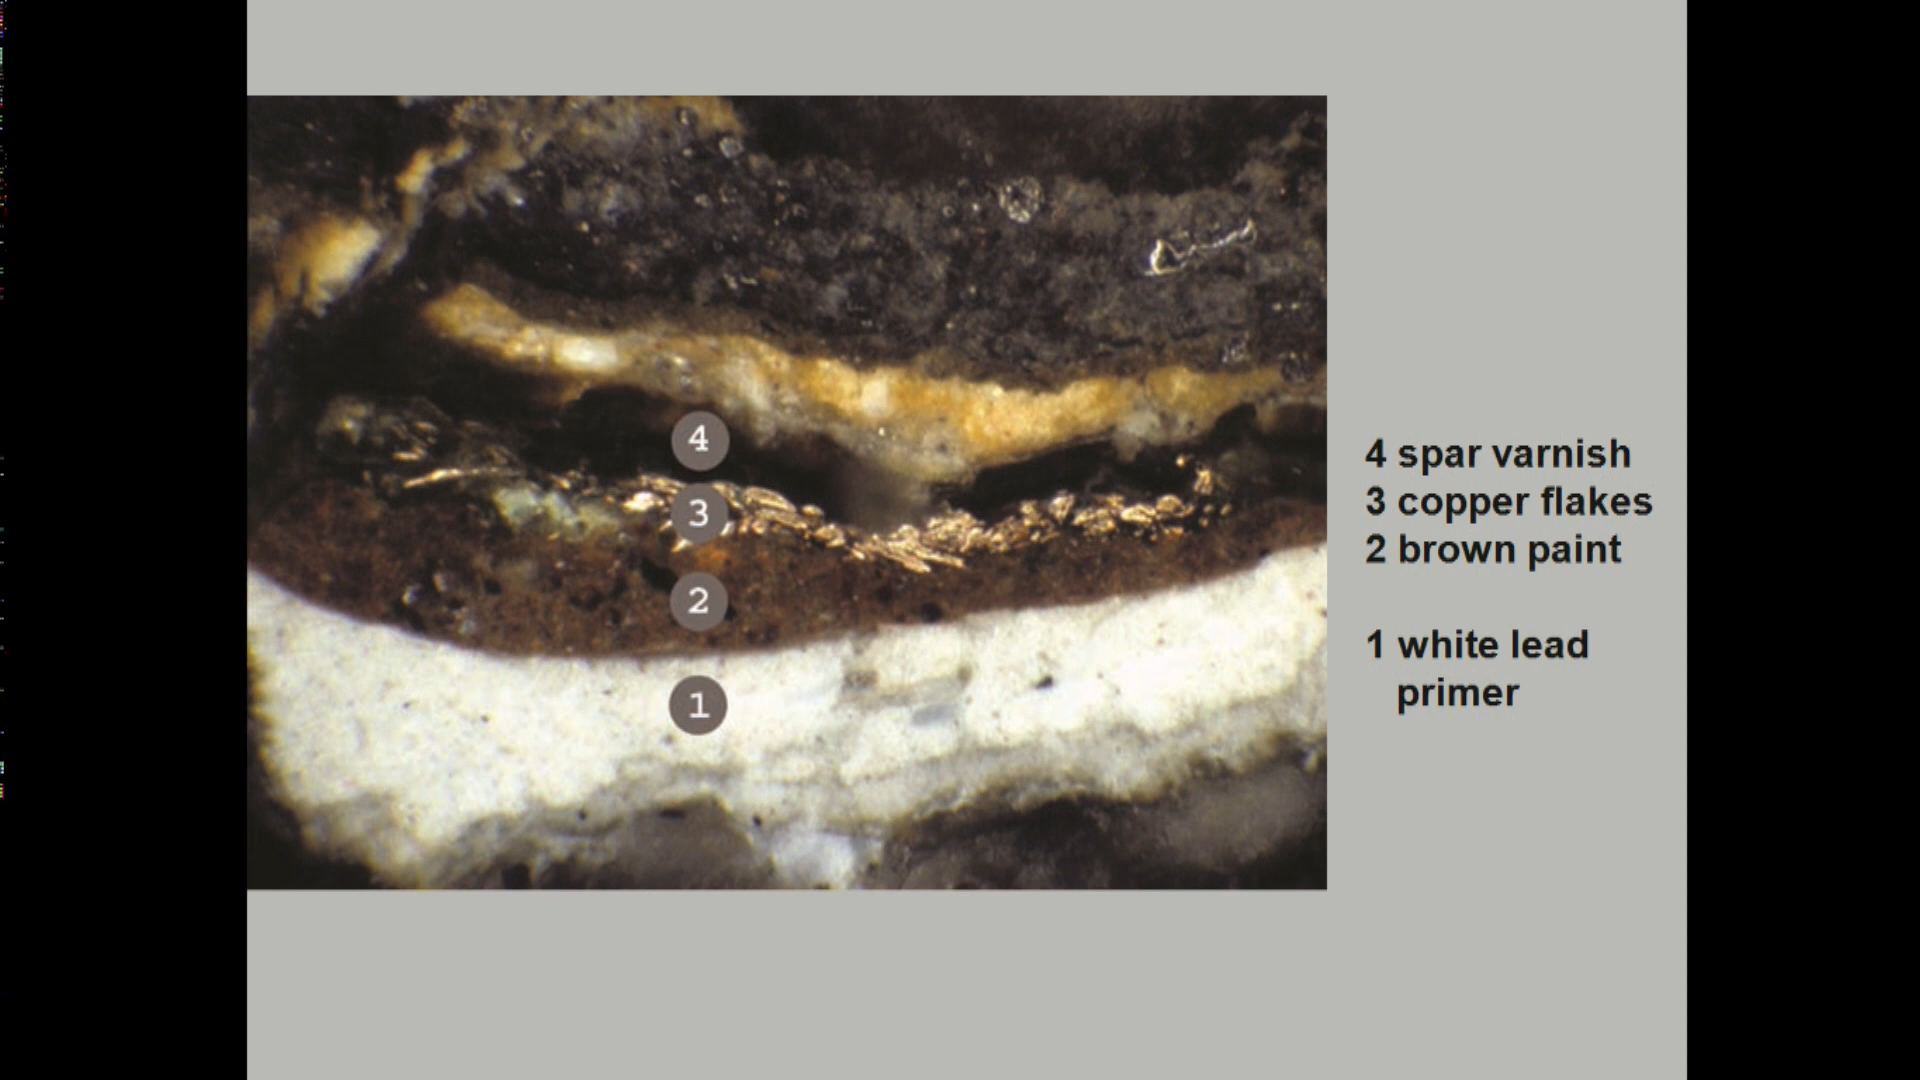 4
3
2
1
4 spar varnish
3 copper flakes
2 brown paint
1 white lead
primer